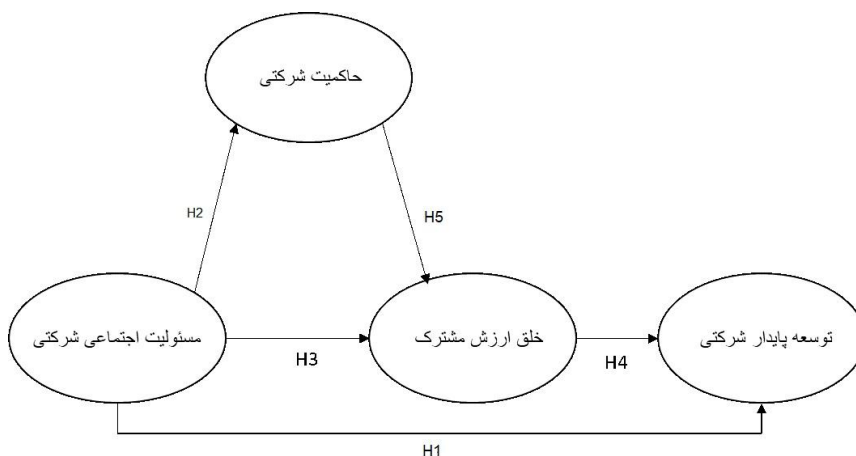 حاکمیت شرکتی
H2
H5
مسئولیت اجتماعی شرکتی
خلق ارزش مشترک
توسعه پایدار شرکتی
H3
H4
H1